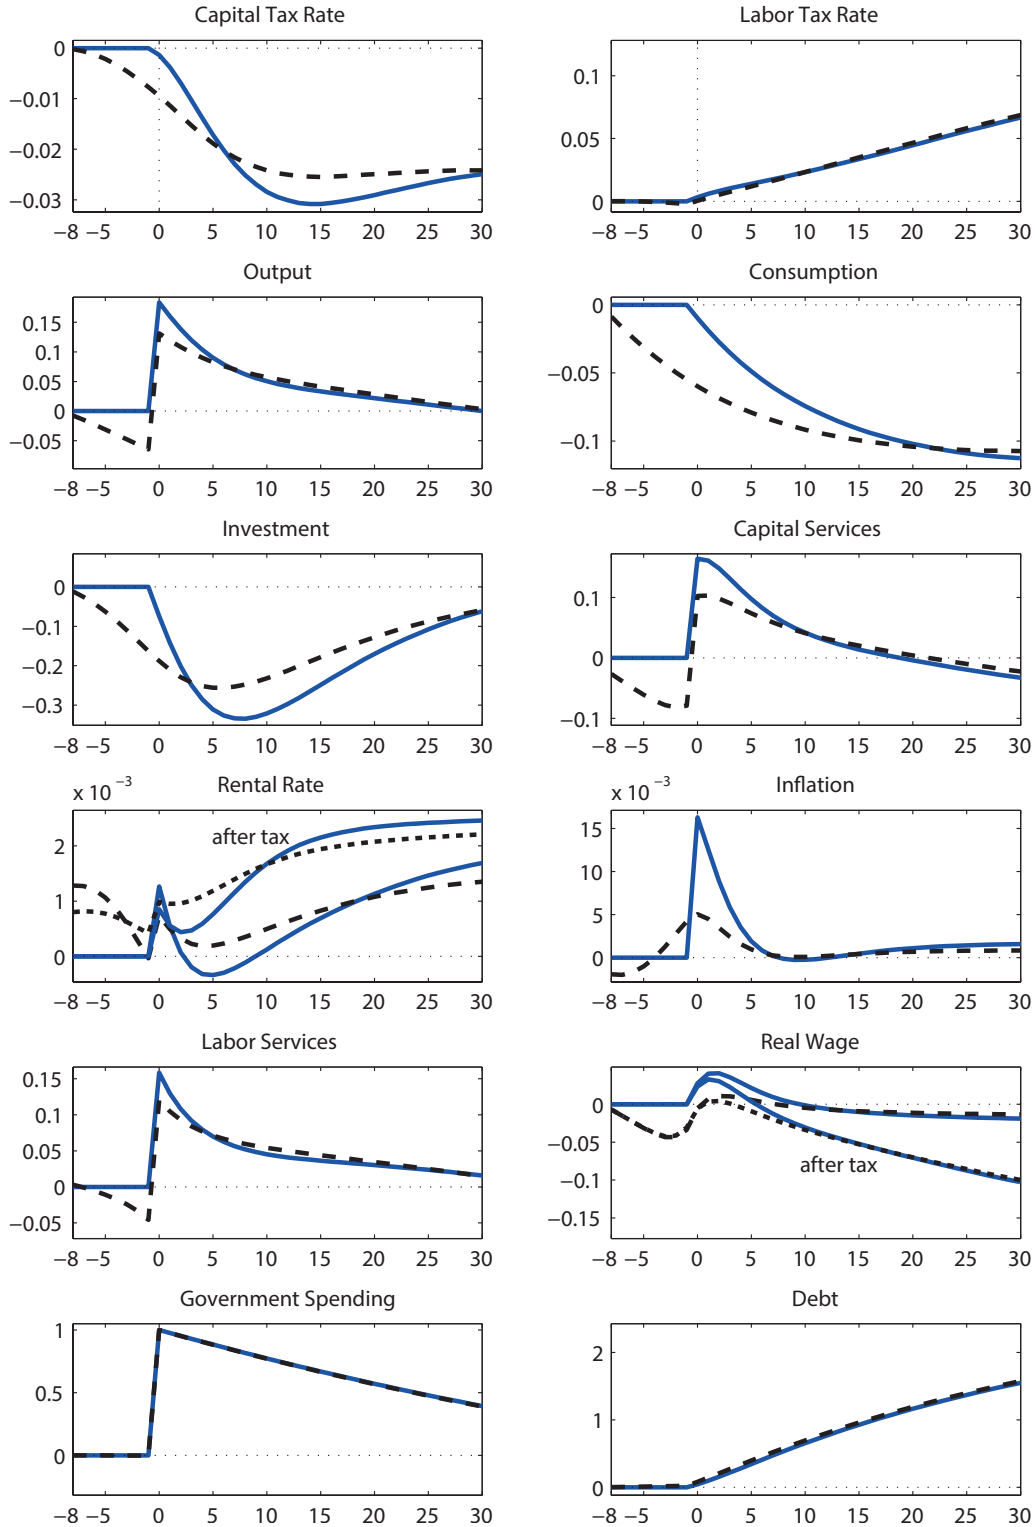 Capital Tax Rate
0
−0.01
−0.02
−0.03
−8 −5 0 5 10 15 20 25 30
Labor Tax Rate
0.1
0.05
0
−8 −5 0 5 10 15 20 25 30
Output
0.15
0.1
0.05
0
−0.05
−8 −5 0 5 10 15 20 25 30
Consumption
0
−0.05
−0.1
−8 −5 0 5 10 15 20 25 30
Investment
0
−0.1
−0.2
−0.3
−8 −5 0 5 10 15 20 25 30
Capital Services
0.1
0
−0.1
−8 −5 0 5 10 15 20 25 30
x 10 −3
Rental Rate
after tax
2
1
0
−8 −5 0 5 10 15 20 25 30
x 10 −3
Inflation
15
10
5
0
−8 −5 0 5 10 15 20 25 30
Labor Services
0.15
0.1
0.05
0
−0.05
−8 −5 0 5 10 15 20 25 30
Real Wage
0
−0.05
after tax
−0.1
−0.15
−8 −5 0 5 10 15 20 25 30
Government Spending
1
0.5
0
−8 −5 0 5 10 15 20 25 30
Debt
2
1
0
−8 −5 0 5 10 15 20 25 30